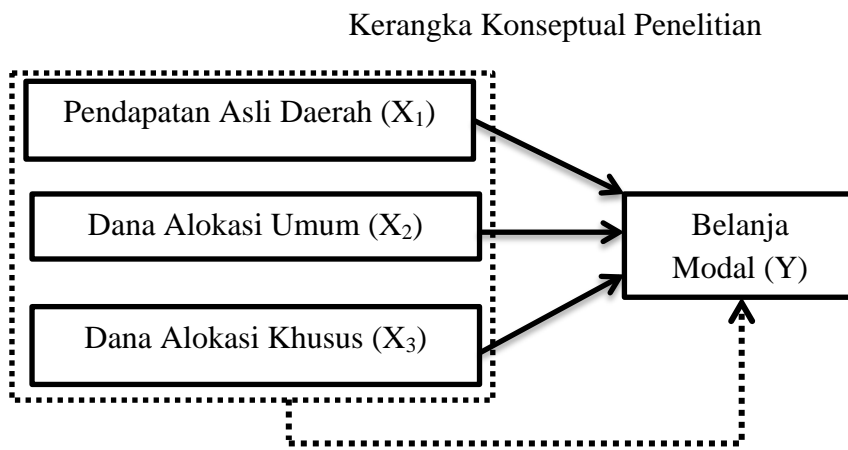 Kerangka Konseptual Penelitian
Pendapatan Asli Daerah (X₁)
Dana Alokasi Umum (X₂)
Dana Alokasi Khusus (X₃)
Belanja
Modal (Y)